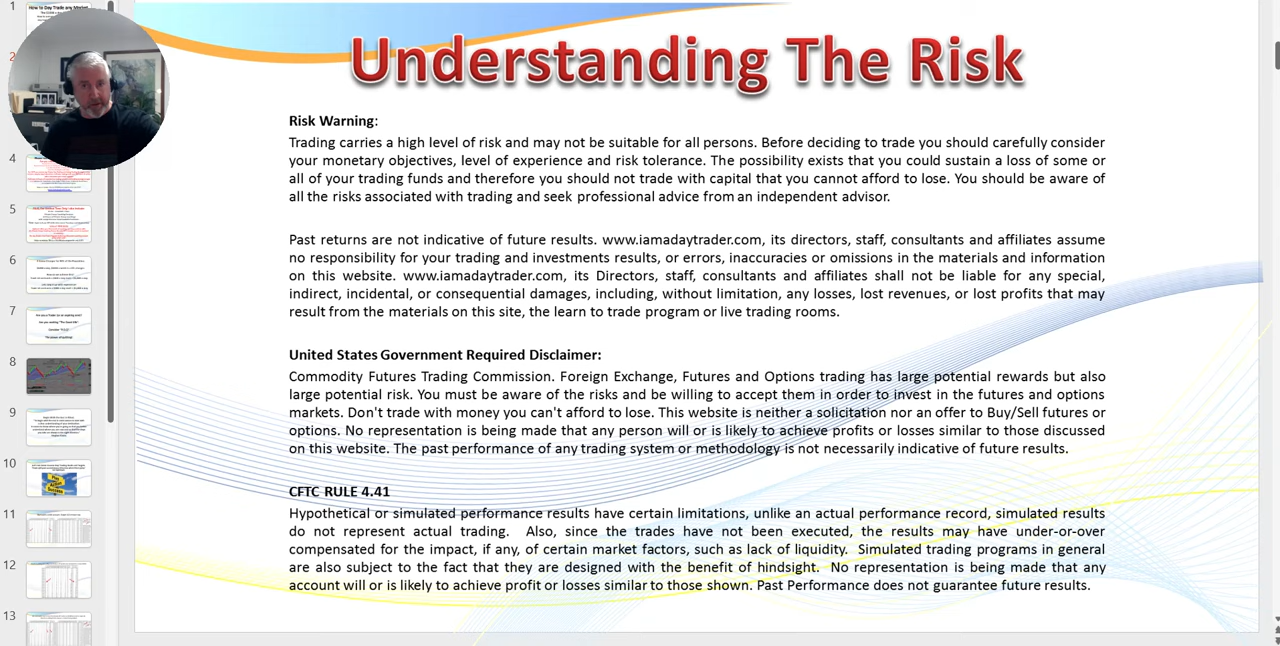 How to Day Trade any Market
Understanding The Risk
Risk Warning:
Trading carries a high level of risk and may not be suitable for all persons. Before deciding to trade you should carefully consider
your monetary objectives, level of experience and risk tolerance. The possibility exists that you could sustain a loss of some or
all of your trading capital and therefore you should not trade with capital that you cannot afford to lose. You should be aware of
any risks associated with trading and seek professional advice from an independent advisor.
Past returns are not indicative of future results. www.iamadaytrader.com, its directors, staff, consultants and affiliates assume
no responsibility for your trading and investments results, or errors, inaccuracies or omissions in the materials and information
on this website. www.iamadaytrader.com, its Directors, staff, consultants and affiliates shall not be liable for any special,
indirect, incidental, or consequential damages, including, without limitation, any losses, lost revenues, or lost profits that may
result from the materials on this site, the learn to trade program or live trading rooms.
United States Government Required Disclaimer:
Commodity Futures Trading Commission. Foreign Exchange, Futures and Options trading has large potential rewards but also
large potential risk. You must be aware of the risks and be willing to accept them in order to invest in the futures and options
markets. Don't trade with money you can't afford to lose. This website is neither a solicitation nor an offer to Buy/Sell futures or
options. No representation is being made that any person will or is likely to achieve profits or losses similar to those discussed
on this website. The past performance of any trading system or methodology is not necessarily indicative of future results.
CFTC RULE 4.41
Hypothetical or simulated performance results have certain limitations, unlike an actual performance record, simulated results
do not represent actual trading. Also, since the trades have not been executed, the results may have under-or-over
compensated for the impact, if any, of certain market factors, such as lack of liquidity. Simulated trading programs in general
are also subject to the fact that they are designed with the benefit of hindsight. No representation is being made that any
account will or is likely to achieve profit or losses similar to those shown. Past Performance does not guarantee future results.
1
2
4
5
6
7
8
9
10
11
12
13